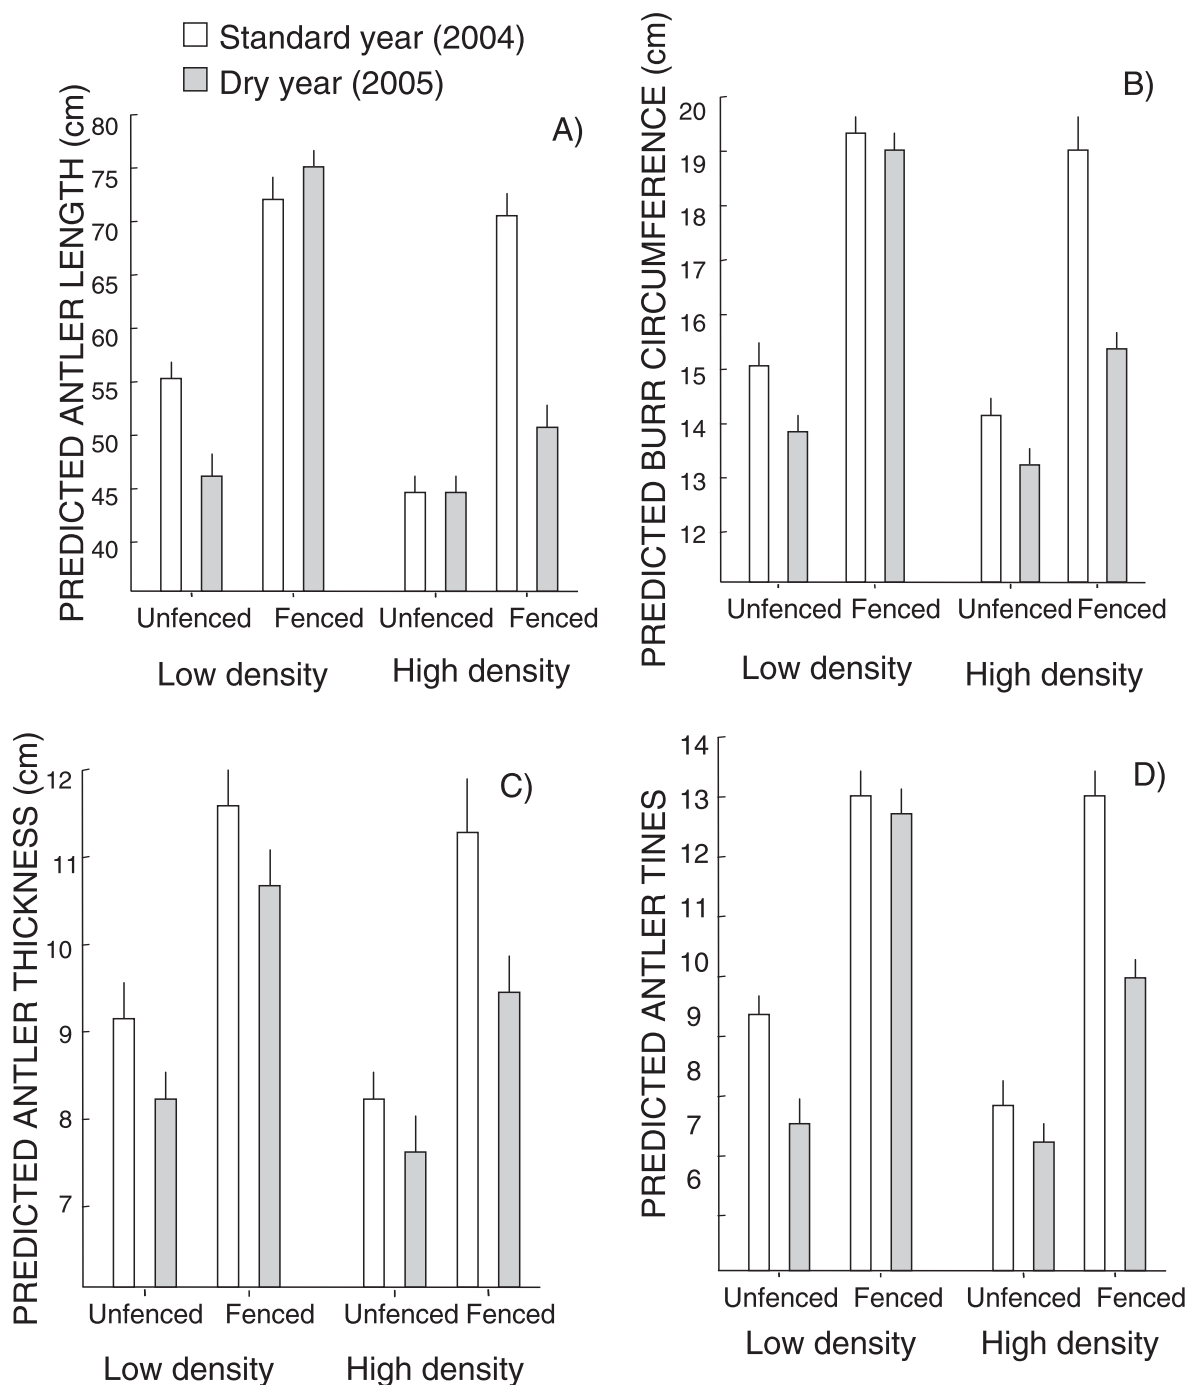 Standard year (2004)
Dry year (2005)
A)
PREDICTED ANTLER LENGTH (cm)
80
75
70
65
60
55
50
45
40
Unfenced Fenced Unfenced Fenced
Low density High density
B)
PREDICTED BURR CIRCUMFERENCE (cm)
20
19
18
17
16
15
14
13
12
Unfenced Fenced Unfenced Fenced
Low density High density
C)
PREDICTED ANTLER THICKNESS (cm)
12
11
10
9
8
7
Unfenced Fenced Unfenced Fenced
Low density High density
D)
PREDICTED ANTLER TINES
14
13
12
11
10
9
8
7
6
Unfenced Fenced Unfenced Fenced
Low density High density